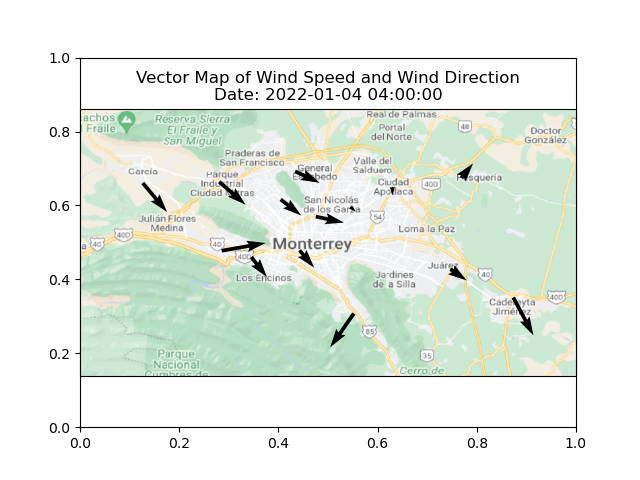 Vector Map of Wind Speed and Wind Direction
Date: 2022-01-04 04:00:00
1.0
0.8
0.6
0.4
0.2
0.0
0.0
0.2
0.4
0.6
0.8
1.0
achos
Fraile
Reserva Sierra
El Fraile y
San Miguel
Real de Palmas
Portal
del Norte
48
Doctor
González
Praderas de
San Francisco
General
Escobedo
Valle del
Salduero
García
Parque
Industrial
Ciudad Mitras
Ciudad
Apodaca
40D
Pesquería
San Nicolás
de los Garza
54
Julián Flores
Medina
Loma la Paz
40
40D
40
Monterrey
40D
Los Encinos
Jardines
de la Silla
Juárez
40
40D
Cadereyta
Jiménez
85
35
Parque
Nacional
Cumbres de
Cerro de